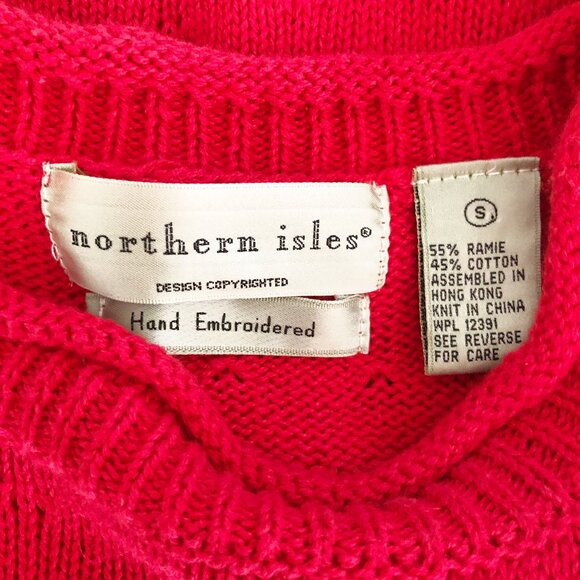 northern isles®
DESIGN COPYRIGHTED
Hand Embroidered
S
55% RAMIE
45% COTTON
ASSEMBLED IN
HONG KONG
KNIT IN CHINA
WPL 12391
SEE REVERSE
FOR CARE